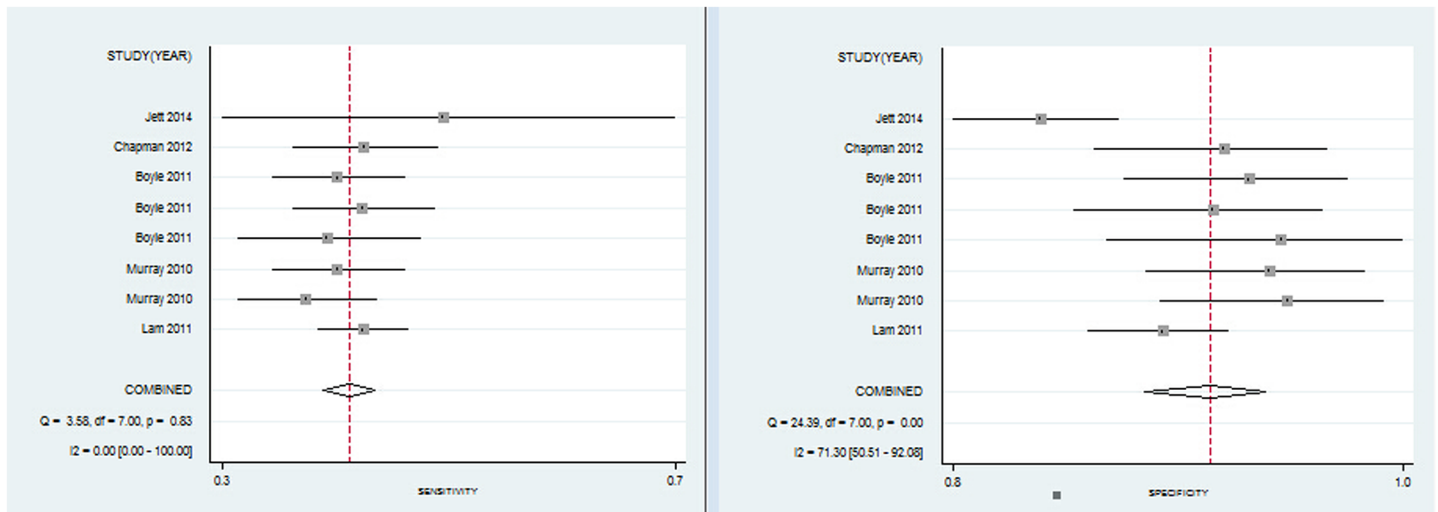 STUDY(YEAR)
Jett 2014
Chapman 2012
Boyle 2011
Boyle 2011
Boyle 2011
Murray 2010
Murray 2010
Lam 2011
COMBINED
Q = 3.58, df = 7.00, p = 0.83
I2 = 0.00 [0.00 - 100.00]
0.3
0.7
SENSITIVITY
STUDY(YEAR)
Jett 2014
Chapman 2012
Boyle 2011
Boyle 2011
Boyle 2011
Murray 2010
Murray 2010
Lam 2011
COMBINED
Q = 24.39, df = 7.00, p = 0.00
I2 = 71.30 [50.51 - 92.08]
0.8
1.0
SPECIFICITY